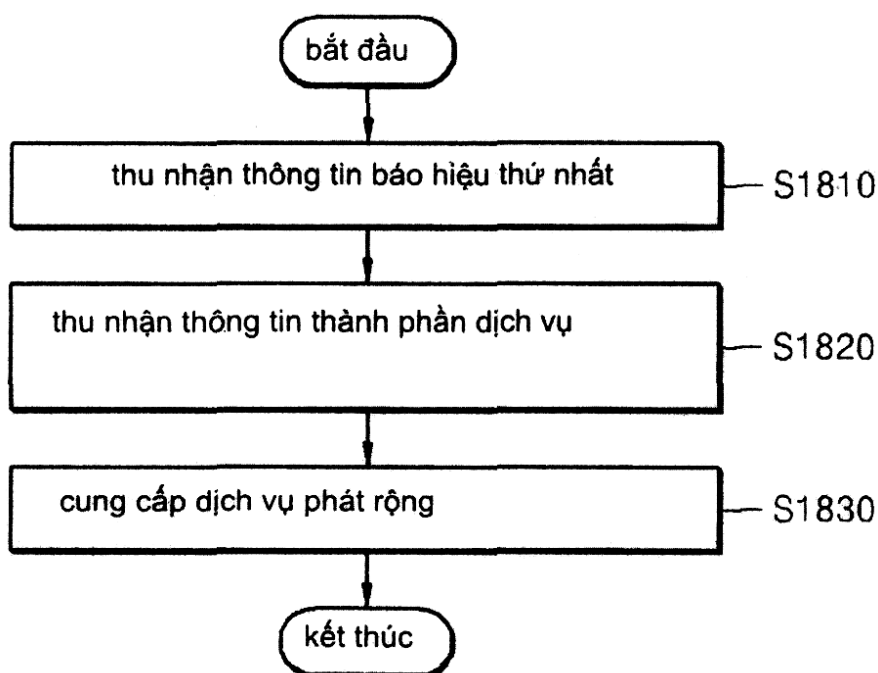 bắt đầu
thu nhận thông tin báo hiệu thứ nhất
S1810
thu nhận thông tin thành phần dịch vụ
S1820
cung cấp dịch vụ phát rộng
S1830
kết thúc